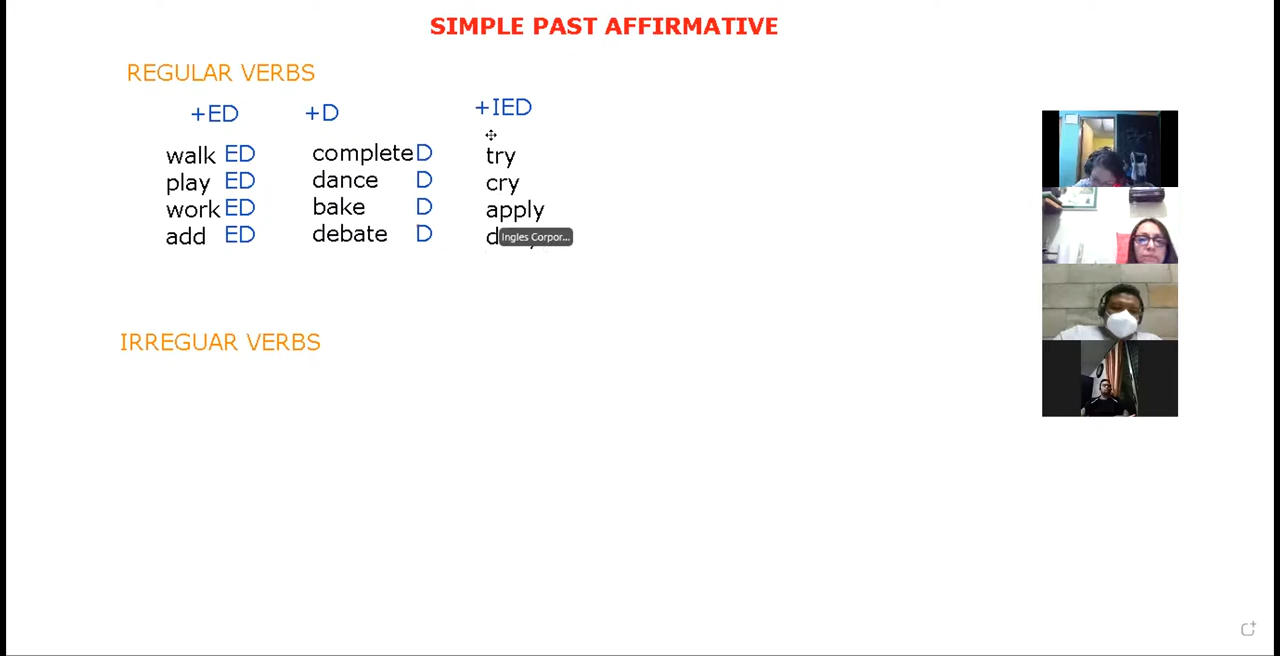 SIMPLE PAST AFFIRMATIVE
REGULAR VERBS
+ED +D +IED
walk ED complete D try
play ED dance D cry
work ED bake D apply
add ED debate D
Ingles Corpor...
IRREGUAR VERBS